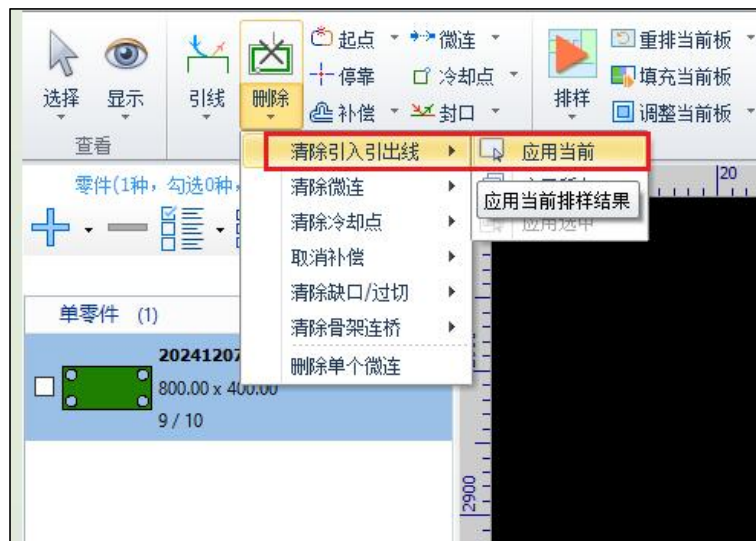 起点 微连 重排当前板
停靠 冷却点 填充当前板
选择 显示 引线 删除 补偿 封口 排样 调整当前板
查看
清除引入引出线 应用当前
零件(1种，勾选0种， 清除微连
应用当前排样结果
清除冷却点 应用选中
取消补偿
清除缺口/过切
单零件 (1)
清除骨架连桥
20241207
删除单个微连
800.00 x 400.00
9 / 10
20
2900